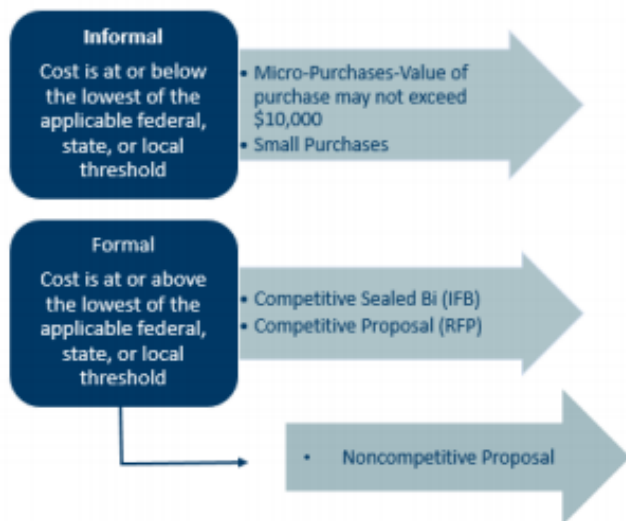 Informal
Cost is at or below
the lowest of the
applicable federal,
state, or local
threshold
• Micro-Purchases-Value of
purchase may not exceed
$10,000
• Small Purchases
Formal
Cost is at or above
the lowest of the
applicable federal,
state, or local
threshold
• Competitive Sealed Bi (IFB)
• Competitive Proposal (RFP)
• Noncompetitive Proposal